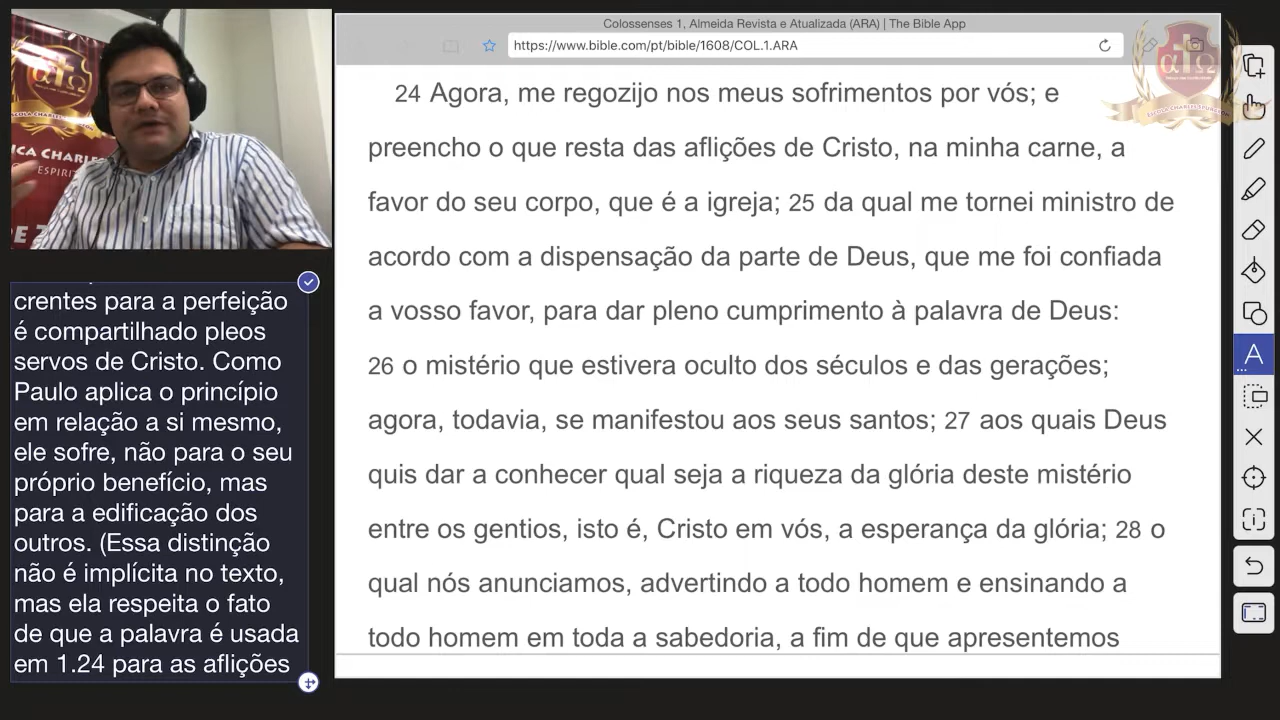 Colossenses 1, Almeida Revista e Atualizada (ARA) | The Bible App
https://www.bible.com/pt/bible/1608/COL.1.ARA
24 Agora, me regozijo nos meus sofrimentos por vós; e
preencho o que resta das aflições de Cristo, na minha carne, a
favor do seu corpo, que é a igreja; 25 da qual me tornei ministro de
acordo com a dispensação da parte de Deus, que me foi confiada
a vosso favor, para dar pleno cumprimento à palavra de Deus:
26 o mistério que estivera oculto dos séculos e das gerações;
agora, todavia, se manifestou aos seus santos; 27 aos quais Deus
quis dar a conhecer qual seja a riqueza da glória deste mistério
entre os gentios, isto é, Cristo em vós, a esperança da glória; 28 o
qual nós anunciamos, advertindo a todo homem e ensinando a
todo homem em toda a sabedoria, a fim de que apresentemos
crentes para a perfeição
é compartilhado pleos
servos de Cristo. Como
Paulo aplica o princípio
em relação a si mesmo,
ele sofre, não para o seu
próprio benefício, mas
para a edificação dos
outros. (Essa distinção
não é implícita no texto,
mas ela respeita o fato
de que a palavra é usada
em 1.24 para as aflições
ICA CHARL
ESPIRIT
DE
αΩ
ESCOLA CHARLES SPURGEON
A